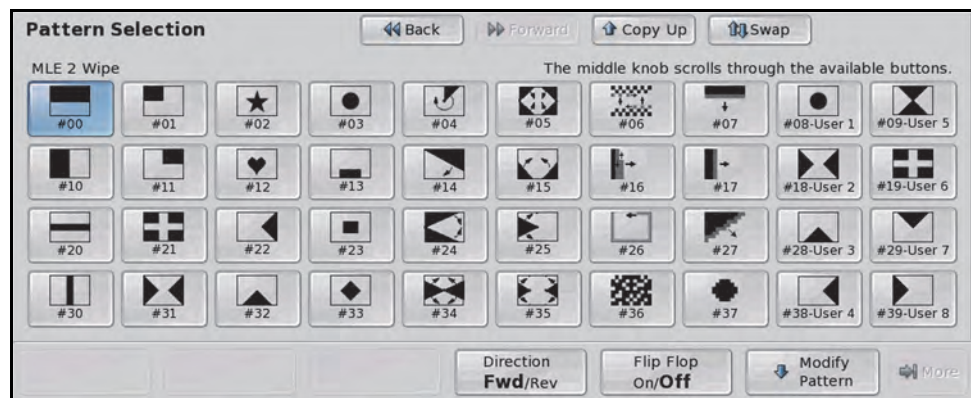 Pattern Selection Back Forward Copy Up Swap
MLE 2 Wipe The middle knob scrolls through the available buttons.
#00 #01 #02 #03 #04 #05 #06 #07 #08-User 1 #09-User 5
#10 #11 #12 #13 #14 #15 #16 #17 #18-User 2 #19-User 6
#20 #21 #22 #23 #24 #25 #26 #27 #28-User 3 #29-User 7
#30 #31 #32 #33 #34 #35 #36 #37 #38-User 4 #39-User 8
Direction Flip Flop Modify More
Fwd/Rev On/Off Pattern